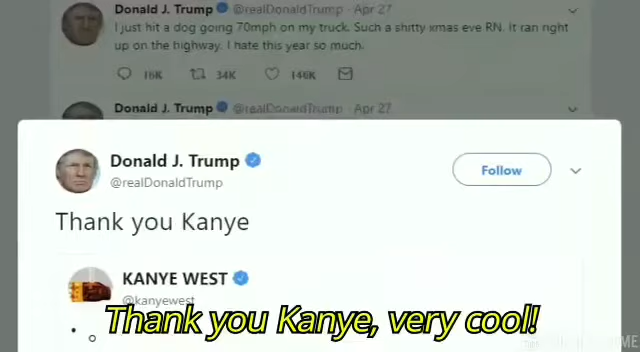 Donald J. Trump @realDonaldTrump · Apr 27
I just hit a dog going 70mph on my truck. Such a shitty xmas eve RN. It ran right
up on the highway. I hate this year so much.
16K 34K 146K
Donald J. Trump @realDonaldTrump · Apr 27
Donald J. Trump
@realDonaldTrump
Follow
Thank you Kanye
KANYE WEST
@kanyewest
Thank you Kanye, very cool!